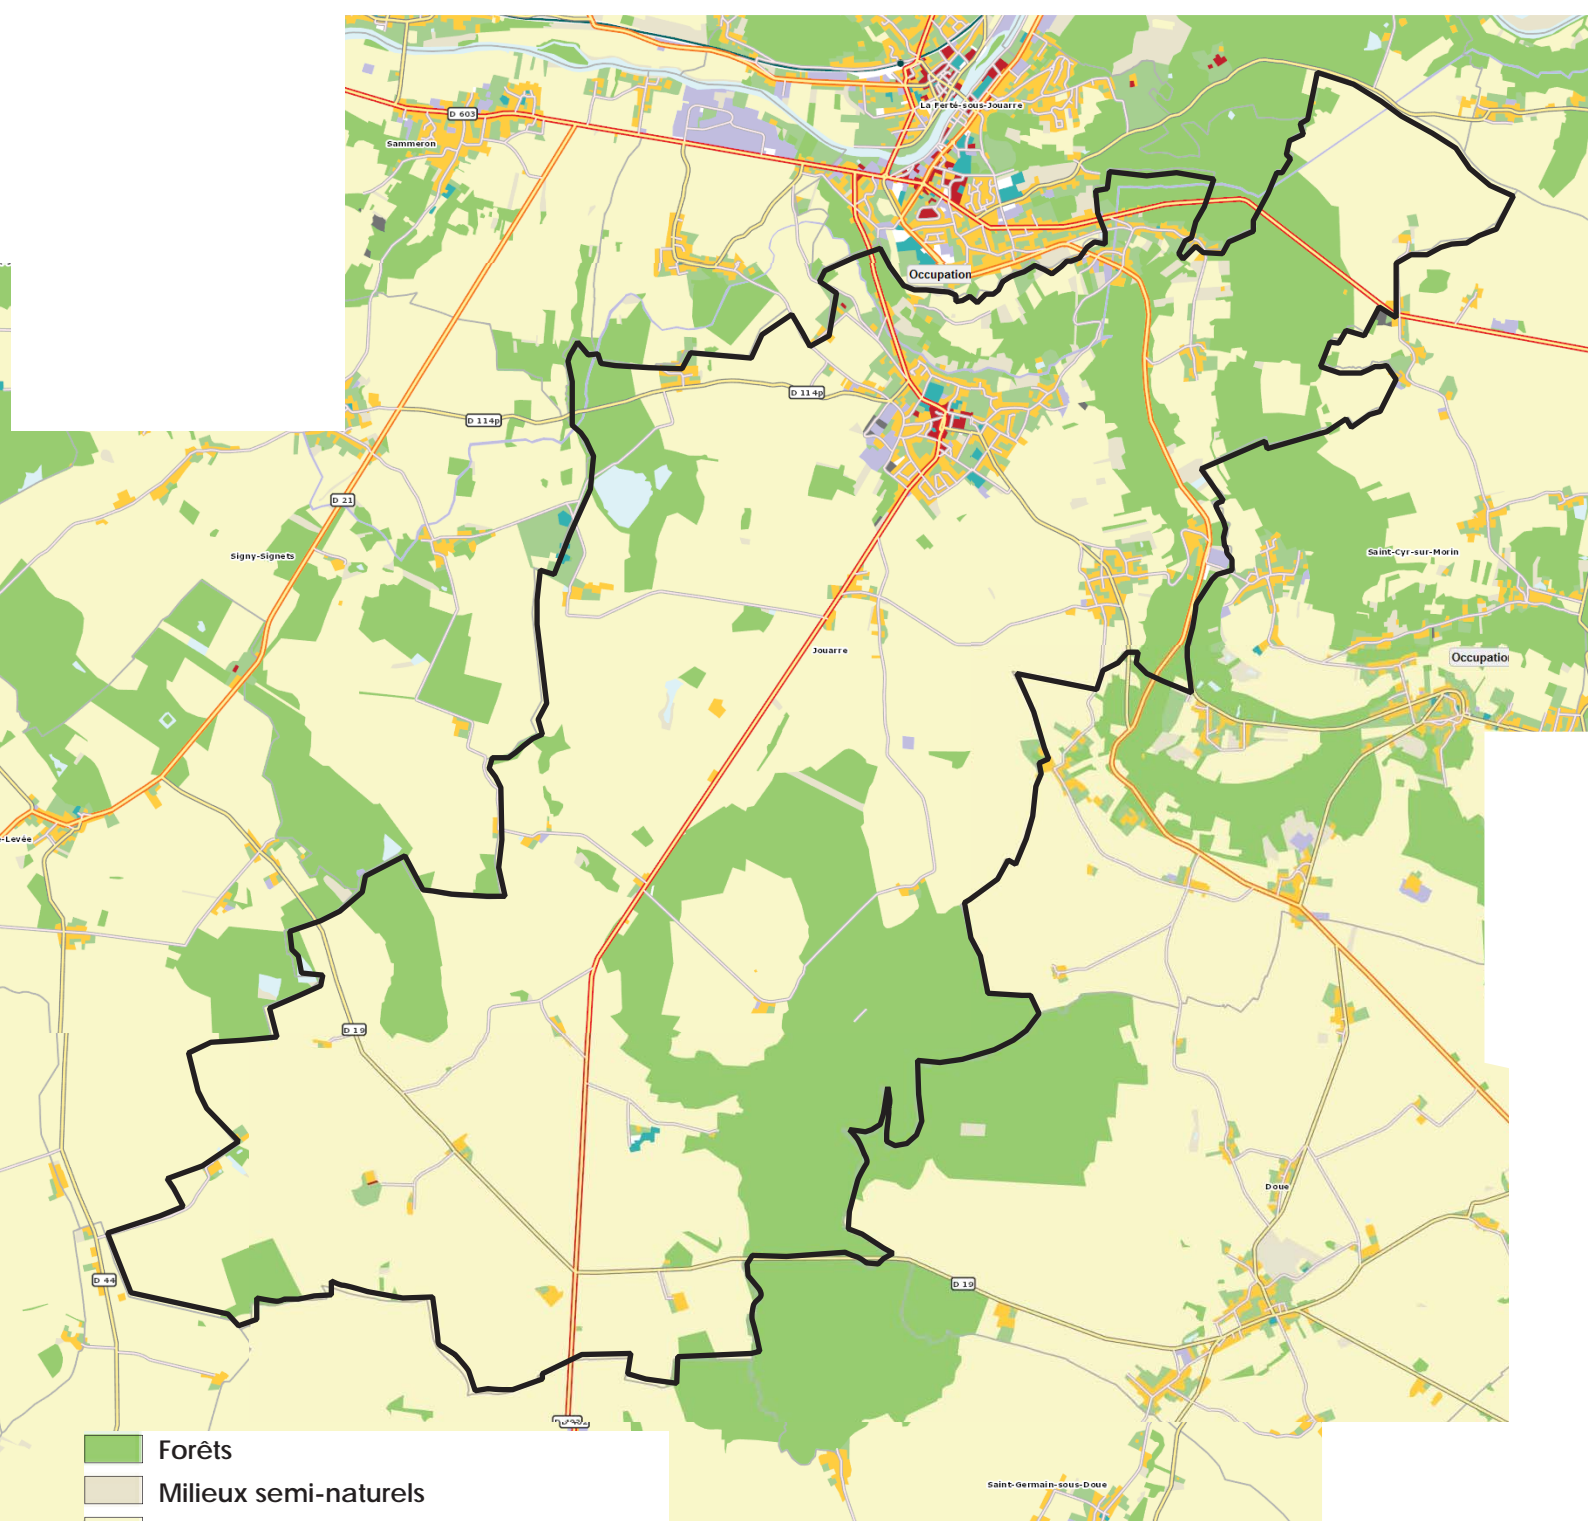 La Ferté-sous-Jouarre
D 603
Sammeron
Occupation
D 114p
D 114p
D 21
Signy-Signets
Saint-Cyr-sur-Morin
Jouarre
Occupation
-Levée
D 19
Doue
D 44
D 19
Forêts
Saint-Germain-sous-Doue
Milieux semi-naturels